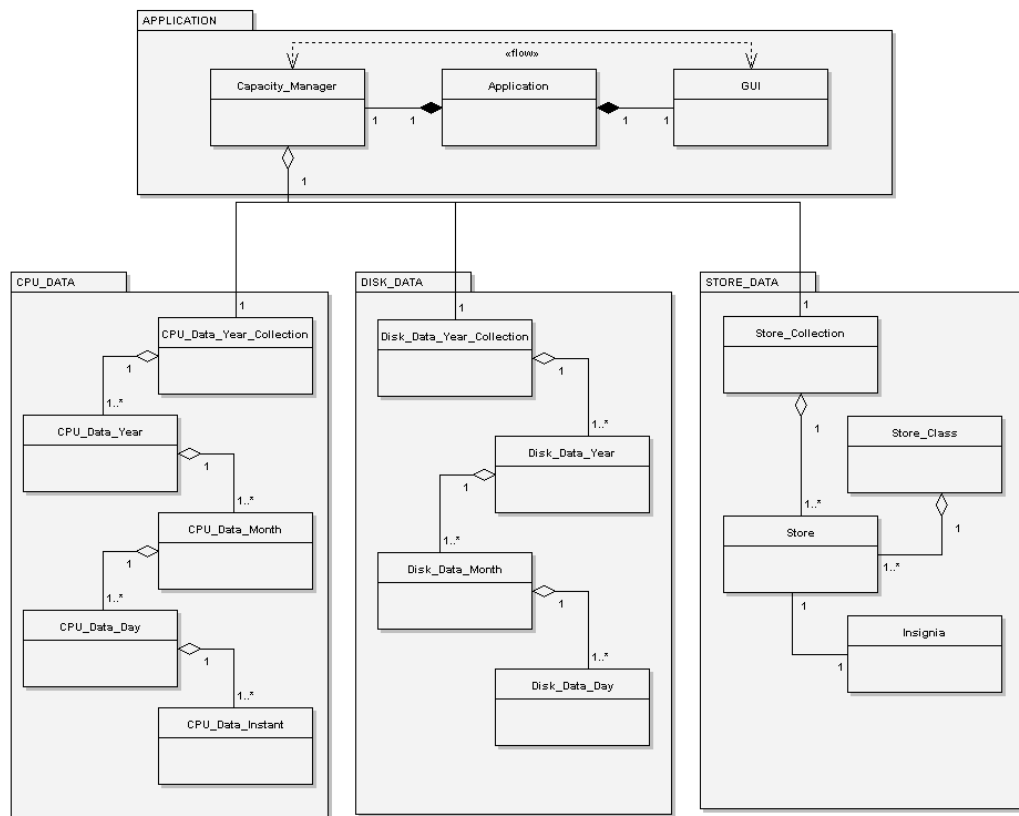 APPLICATION
«flow»
Capacity_Manager
Application
GUI
1
1
1
1
1
CPU_DATA
DISK_DATA
STORE_DATA
1
1
1
CPU_Data_Year_Collection
Disk_Data_Year_Collection
Store_Collection
1
1
1..*
1..*
1
CPU_Data_Year
Store_Class
Disk_Data_Year
1
1
1..*
1..*
1
CPU_Data_Month
Store
1
1..*
1..*
1
Disk_Data_Month
1..*
1
1
CPU_Data_Day
Insignia
1
1..*
1
1..*
Disk_Data_Day
CPU_Data_Instant